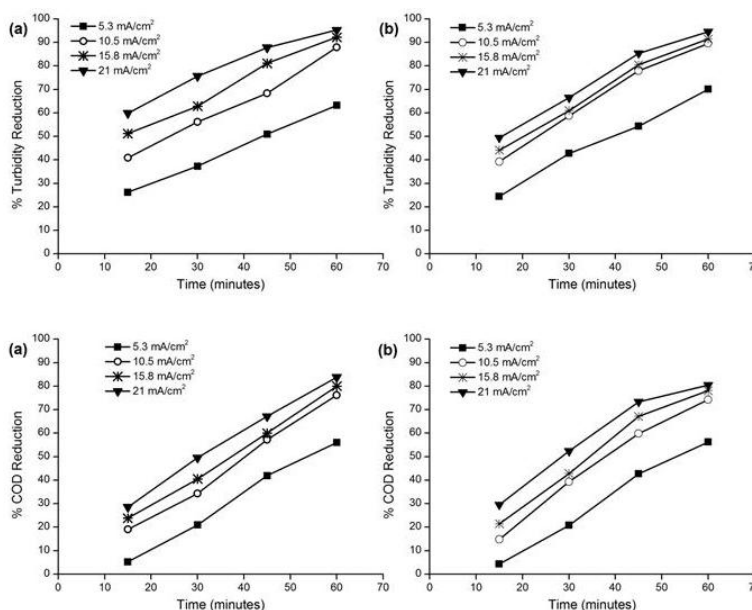 (a)
5.3 mA/cm²
10.5 mA/cm²
15.8 mA/cm²
21 mA/cm²
100
90
80
70
60
50
40
30
20
10
0
% Turbidity Reduction
0 10 20 30 40 50 60 70
Time (minutes)
(b)
5.3 mA/cm²
10.5 mA/cm²
15.8 mA/cm²
21 mA/cm²
100
90
80
70
60
50
40
30
20
10
0
% Turbidity Reduction
0 10 20 30 40 50 60 70
Time (minutes)
(a)
5.3 mA/cm²
10.5 mA/cm²
15.8 mA/cm²
21 mA/cm²
100
90
80
70
60
50
40
30
20
10
0
% COD Reduction
0 10 20 30 40 50 60 70
Time (minutes)
(b)
5.3 mA/cm²
10.5 mA/cm²
15.8 mA/cm²
21 mA/cm²
100
90
80
70
60
50
40
30
20
10
0
% COD Reduction
0 10 20 30 40 50 60 70
Time (minutes)